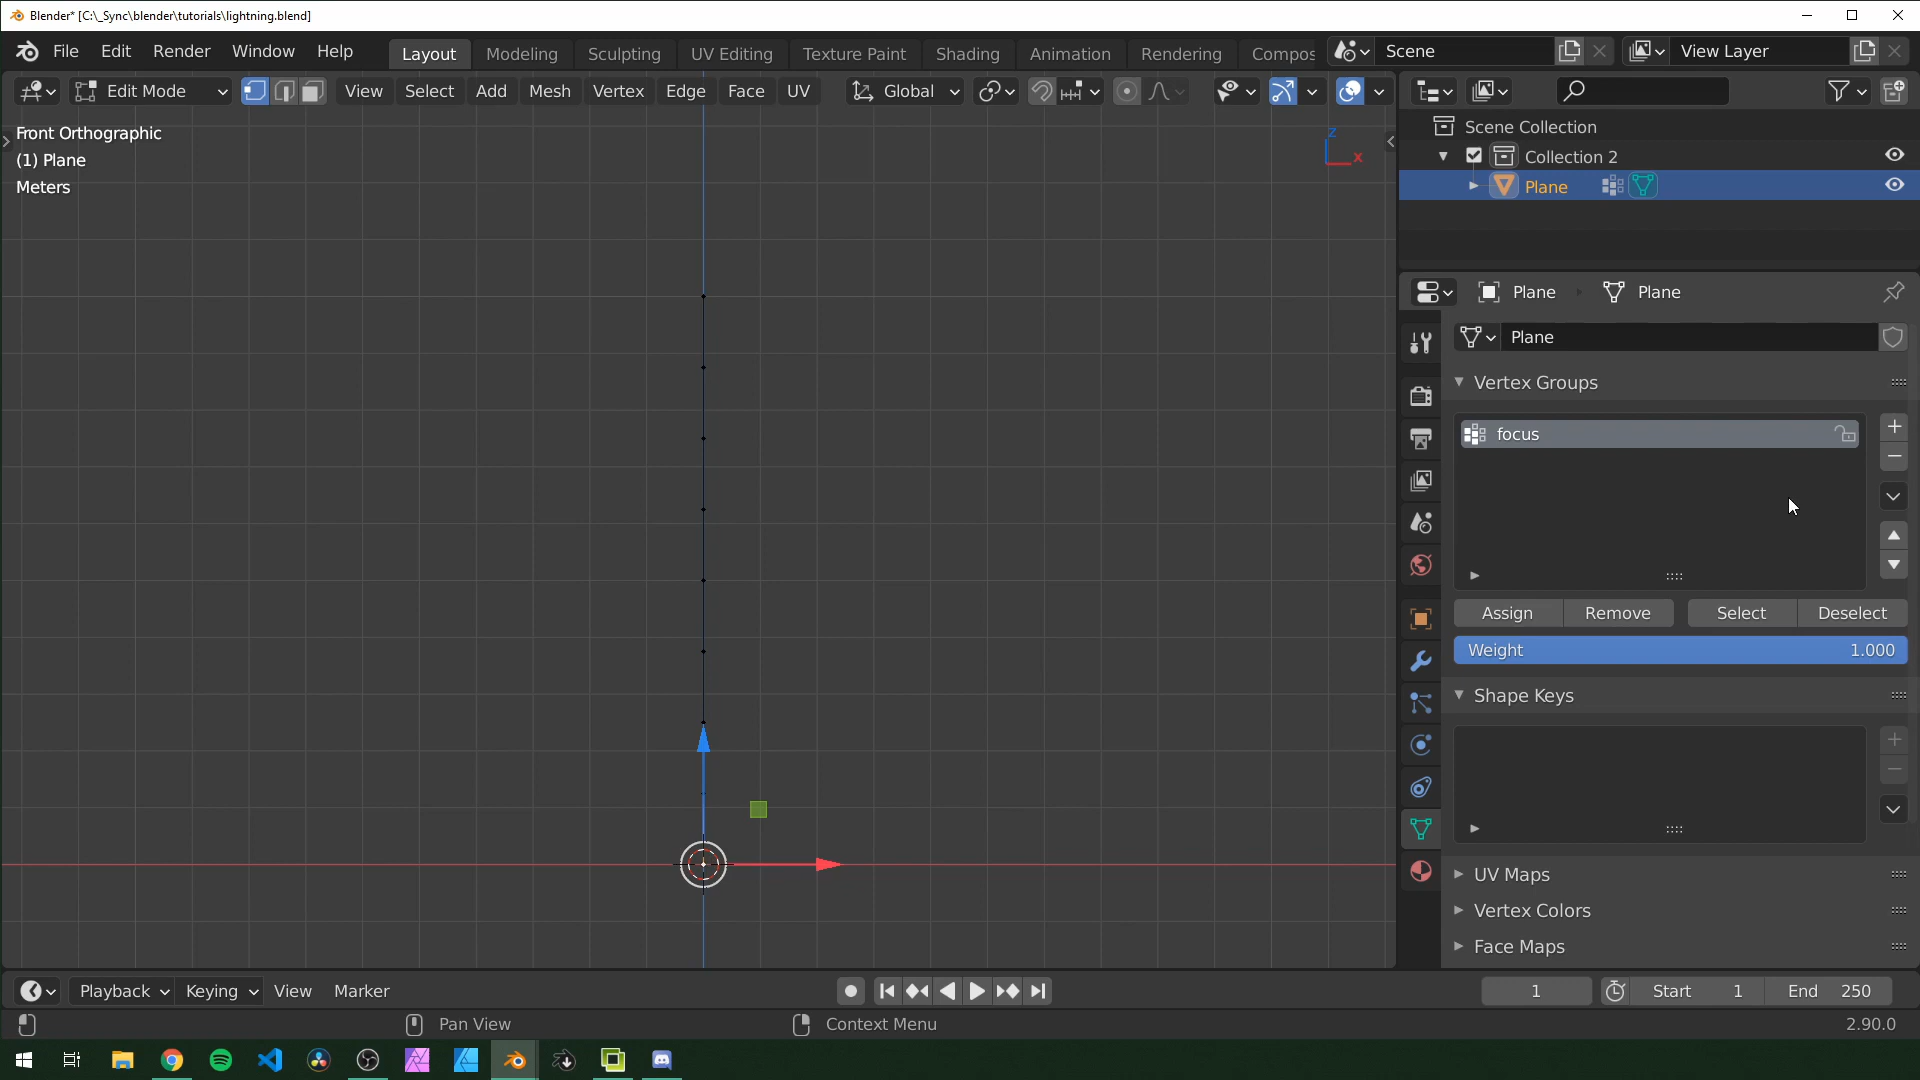 Blender* [C:\_Sync\blender\tutorials\lightning.blend]
File Edit Render Window Help Layout Modeling Sculpting UV Editing Texture Paint Shading Animation Rendering Compos Scene View Layer
Edit Mode View Select Add Mesh Vertex Edge Face UV Global
Front Orthographic
(1) Plane
Meters
Z
X
Scene Collection
Collection 2
Plane
Plane Plane
Plane
Vertex Groups
focus
Assign Remove Select Deselect
Weight 1.000
Shape Keys
UV Maps
Vertex Colors
Face Maps
Playback Keying View Marker 1 Start 1 End 250
Pan View Context Menu 2.90.0